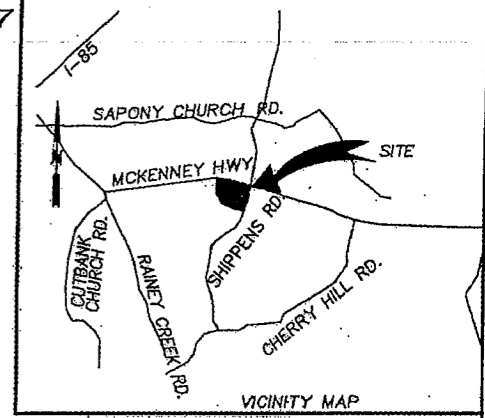 7
I-85
SAPONY CHURCH RD.
N
SITE
MCKENNEY HWY
SHIPPENS RD.
CUTBANK
CHURCH RD.
RAINEY CREEK RD.
CHERRY HILL RD.
VICINITY MAP